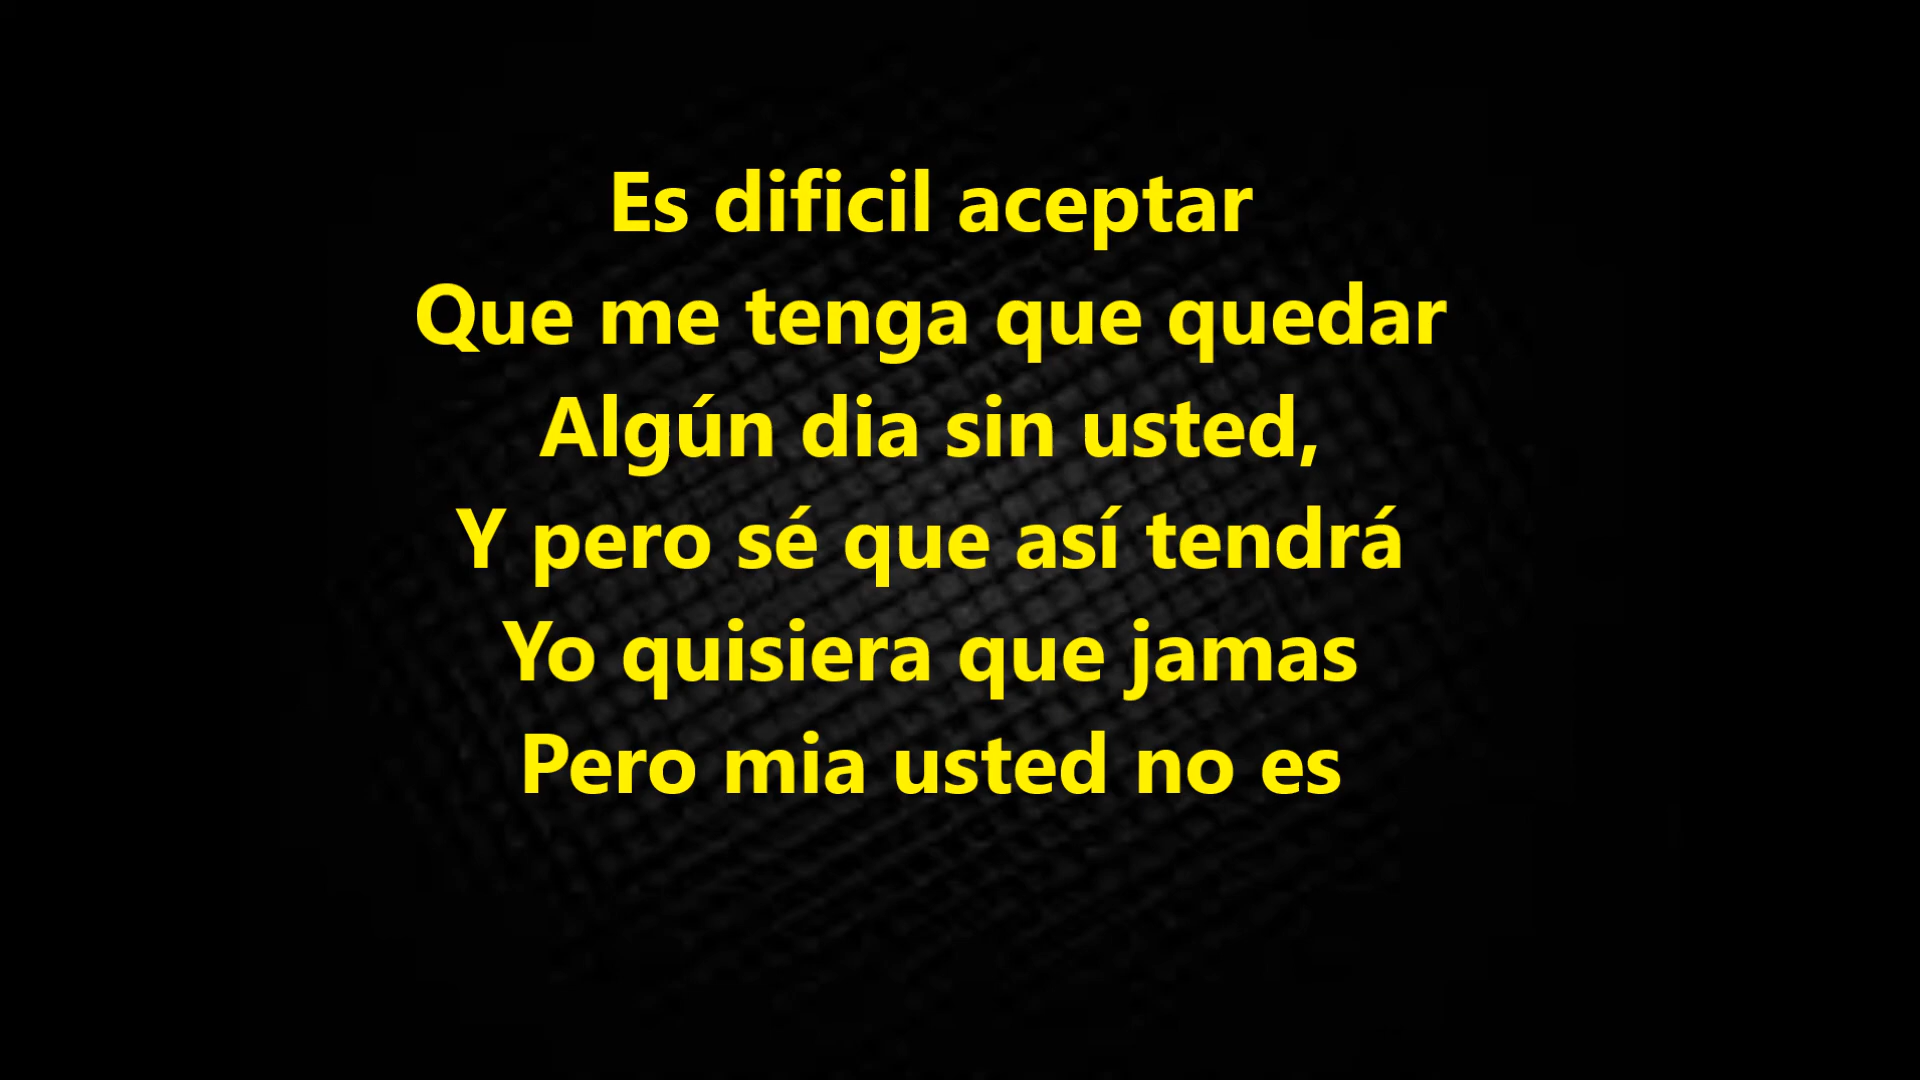 Es dificil aceptar
Que me tenga que quedar
Algún dia sin usted,
Y pero sé que así tendrá
Yo quisiera que jamas
Pero mia usted no es